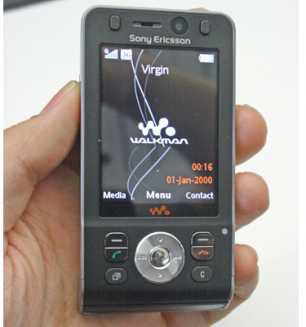 Sony Ericsson
Virgin
WALKMAN
00:16
01-Jan-2000
Media Menu Contact
C